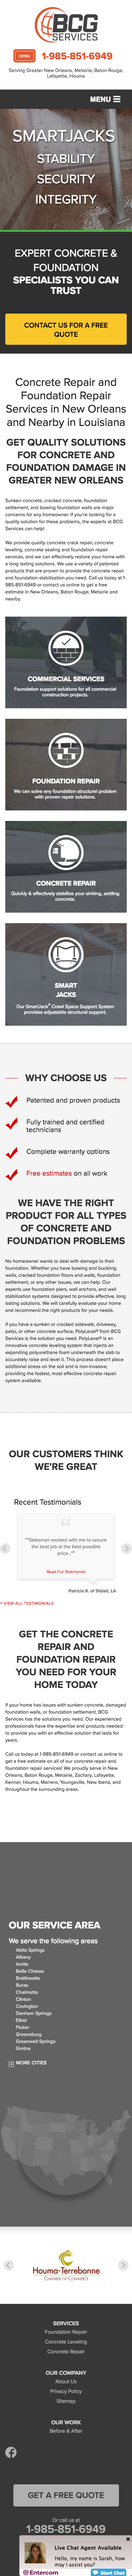 BCG
SERVICES
OPEN
1-985-851-6949
Serving Greater New Orleans, Metairie, Baton Rouge,
Lafayette, Houma
MENU
SMARTJACKS
STABILITY
SECURITY
INTEGRITY
EXPERT CONCRETE &
FOUNDATION
SPECIALISTS YOU CAN
TRUST
CONTACT US FOR A FREE
QUOTE
Concrete Repair and
Foundation Repair
Services in New Orleans
and Nearby in Louisiana
GET QUALITY SOLUTIONS
FOR CONCRETE AND
FOUNDATION DAMAGE IN
GREATER NEW ORLEANS
Sunken concrete, cracked concrete, foundation
settlement, and bowing foundation walls are major
problems for any homeowner. If you're looking for top
quality solution for these problems, the experts at BCG
Services can help!
We provide quality concrete crack repair, concrete
leveling, concrete sealing and foundation repair and
not only are we effective, but we're known for offering
long lasting solutions. We use a variety of patented
products that are proven to provide the concrete repair
and foundation stabilization you need. Call us today at 1-
985-851-6949 or contact us online to get a free
estimate in New Orleans, Baton Rouge, Metairie and
nearby.
COMMERCIAL SERVICES
Foundation support solutions for all commercial
construction projects.
FOUNDATION REPAIR
We can solve any foundation structural problem
with proven repair solutions.
CONCRETE REPAIR
Quickly & effectively stabilize your sinking, settling
concrete.
SMART
JACKS
Our SmartJack® Crawl Space Support System
provides adjustable structural support.
WHY CHOOSE US
Patented and proven products
Fully trained and certified
technicians
Complete warranty options
Free estimates on all work
WE HAVE THE RIGHT
PRODUCT FOR ALL TYPES
OF CONCRETE AND
FOUNDATION PROBLEMS
No homeowner wants to deal with damage to their
foundation. Whether you have bowing and buckling
walls, cracked foundation floors and walls, foundation
settlement, or any other issues, we can help. Our
experts use foundation piers, wall anchors, and wall
reinforcing systems that are designed to provide lasting
results. We will carefully inspect your home and
recommend the right products for your needs.
If you have a sunken or cracked sidewalk, driveway,
patio, or other concrete surface, PolyLevel® from BCG
Services is all you need. PolyLevel® is an
innovative concrete leveling system that injects an
expanding polymer foam underneath the slab to
accurately raise and level it. This process doesn't place
additional stress on the soil and is non-invasive,
making it the fastest, most effective concrete repair
system available.
OUR CUSTOMERS THINK
WE'RE GREAT
Recent Testimonials
""Salesmen worked with me to secure
the best job at the best possible
price...""
Read Full Testimonial
Patricia R. of Slidell, LA
+ VIEW ALL TESTIMONIALS
GET THE CONCRETE
REPAIR AND
FOUNDATION REPAIR
YOU NEED FOR YOUR
HOME TODAY
If your home has issues with sunken concrete, damaged
foundation walls, or foundation settlement, BCG
Services has the solutions you need. Our experienced
professionals have the expertise and products needed
to provide you with effective results.
Call us today at 1-985-851-6949 or contact us online to
get a free estimate on all of our concrete repair and
foundation repair services! We proudly serve in New
Orleans, Baton Rouge, Metairie, Zachary, Lafayette,
Kenner, Houma, Marrero, Youngsville, New Iberia, and
throughout the surrounding areas.
OUR SERVICE AREA
We serve the following areas
Abita Springs
Albany
Amite
Belle Chasse
Braithwaite
Buras
Chalmette
Clinton
Covington
Denham Springs
Ethel
Fluker
Greensburg
Greenwell Springs
Gretna
MORE CITIES
Houma-Terrebonne
CHAMBER OF COMMERCE
SERVICES
Foundation Repair
Concrete Leveling
Concrete Repair
OUR COMPANY
About Us
Privacy Policy
Sitemap
OUR WORK
Before & After
GET A FREE QUOTE
Or call us at
1-985-851-6949
Live Chat Agent Available
Hello, my name is Sarah, how
may I assist you?
Entercom
Start Chat